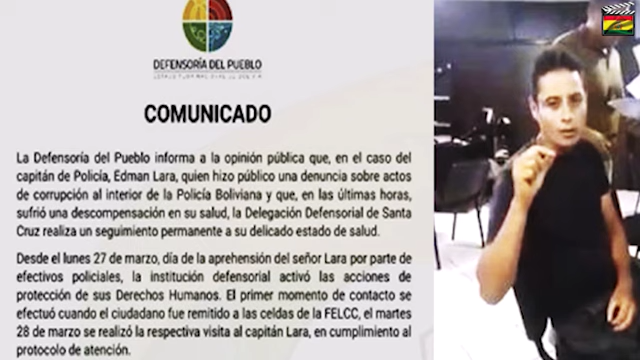 DEFENSORÍA DEL PUEBLO
COMUNICADO
La Defensoría del Pueblo informa a la opinión pública que, en el caso del
capitán de Policía, Edman Lara, quien hizo público una denuncia sobre actos
de corrupción al interior de la Policía Boliviana y que, en las últimas horas,
sufrió una descompensación en su salud, la Delegación Defensorial de Santa
Cruz realiza un seguimiento permanente a su delicado estado de salud.
Desde el lunes 27 de marzo, día de la aprehensión del señor Lara por parte de
efectivos policiales, la institución defensorial activó las acciones de
protección de sus Derechos Humanos. El primer momento de contacto se
efectuó cuando el ciudadano fue remitido a las celdas de la FELCC, el martes
28 de marzo se realizó la respectiva visita al capitán Lara, en cumplimiento al
protocolo de atención.